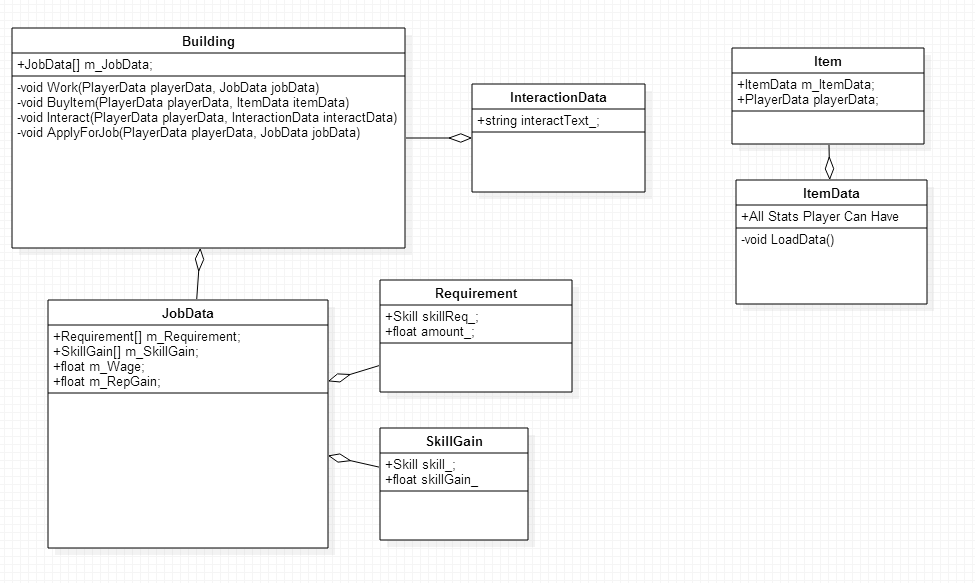 Building
+JobData[] m_JobData;
-void Work(PlayerData playerData, JobData jobData)
-void BuyItem(PlayerData playerData, ItemData itemData)
-void Interact(PlayerData playerData, InteractionData interactData)
-void ApplyForJob(PlayerData playerData, JobData jobData)
InteractionData
+string interactText_;
Item
+ItemData m_ItemData;
+PlayerData playerData;
ItemData
+All Stats Player Can Have
-void LoadData()
JobData
+Requirement[] m_Requirement;
+SkillGain[] m_SkillGain;
+float m_Wage;
+float m_RepGain;
Requirement
+Skill skillReq_;
+float amount_;
SkillGain
+Skill skill_;
+float skillGain_